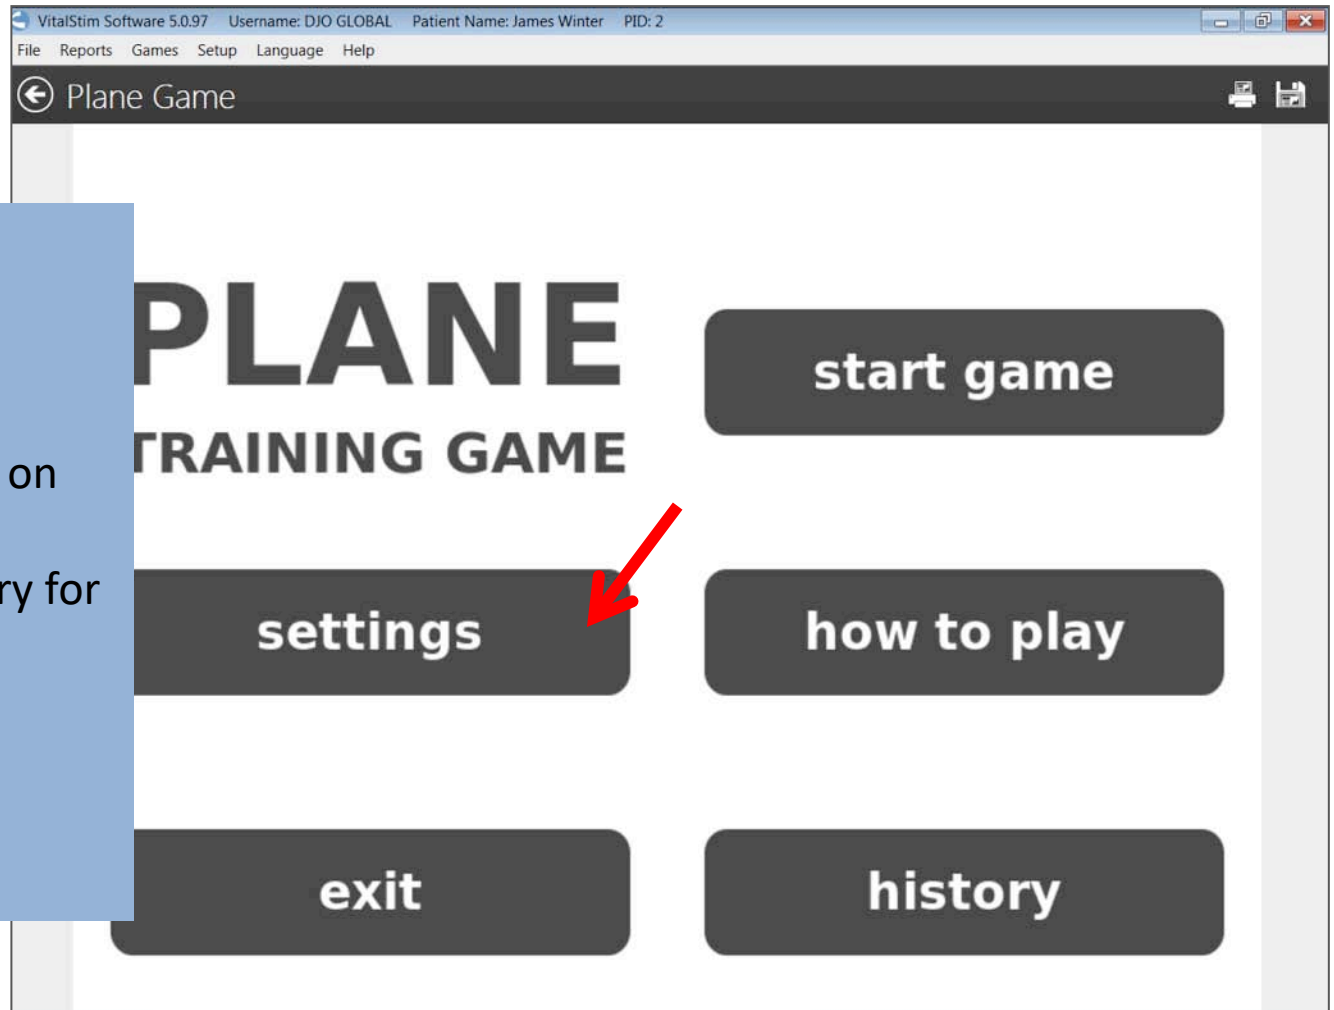 VitalStim Software 5.0.97 Username: DJO GLOBAL Patient Name: James Winter PID: 2
File Reports Games Setup Language Help
Plane Game
PLANE
TRAINING GAME
start game
on
ry for
settings
how to play
exit
history